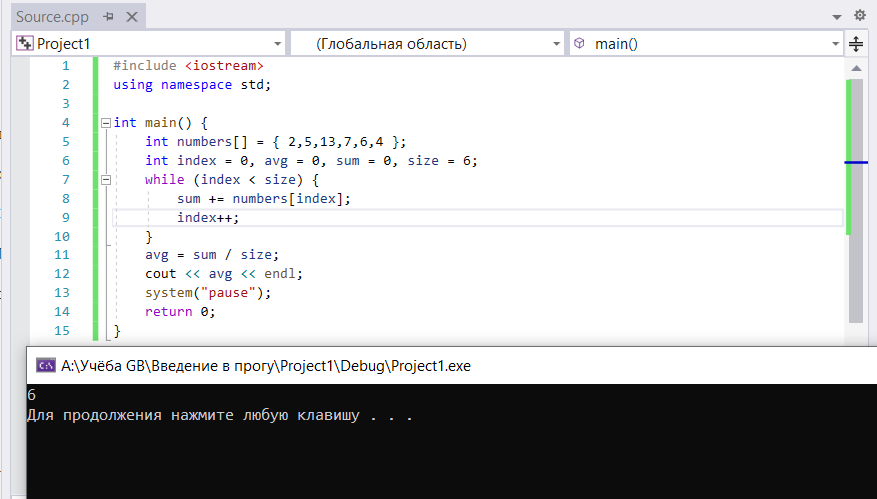 Source.cpp
Project1
(Глобальная область)
main()
1 #include <iostream>
2 using namespace std;
3
4 int main() {
5 int numbers[] = { 2,5,13,7,6,4 };
6 int index = 0, avg = 0, sum = 0, size = 6;
7 while (index < size) {
8 sum += numbers[index];
9 index++;
10 }
11 avg = sum / size;
12 cout << avg << endl;
13 system("pause");
14 return 0;
15 }
C:\
A:\Учёба GB\Введение в прогу\Project1\Debug\Project1.exe
6
Для продолжения нажмите любую клавишу . . .